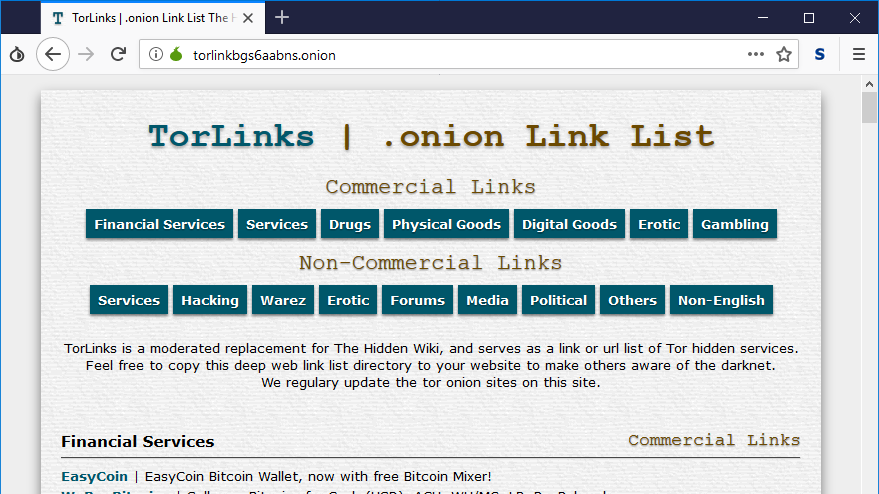 TorLinks | .onion Link List The H
torlinkbgs6aabns.onion
S
TorLinks | .onion Link List
Commercial Links
Financial Services Services Drugs Physical Goods Digital Goods Erotic Gambling
Non-Commercial Links
Services Hacking Warez Erotic Forums Media Political Others Non-English
TorLinks is a moderated replacement for The Hidden Wiki, and serves as a link or url list of Tor hidden services.
Feel free to copy this deep web link list directory to your website to make others aware of the darknet.
We regulary update the tor onion sites on this site.
Financial Services Commercial Links
EasyCoin | EasyCoin Bitcoin Wallet, now with free Bitcoin Mixer!